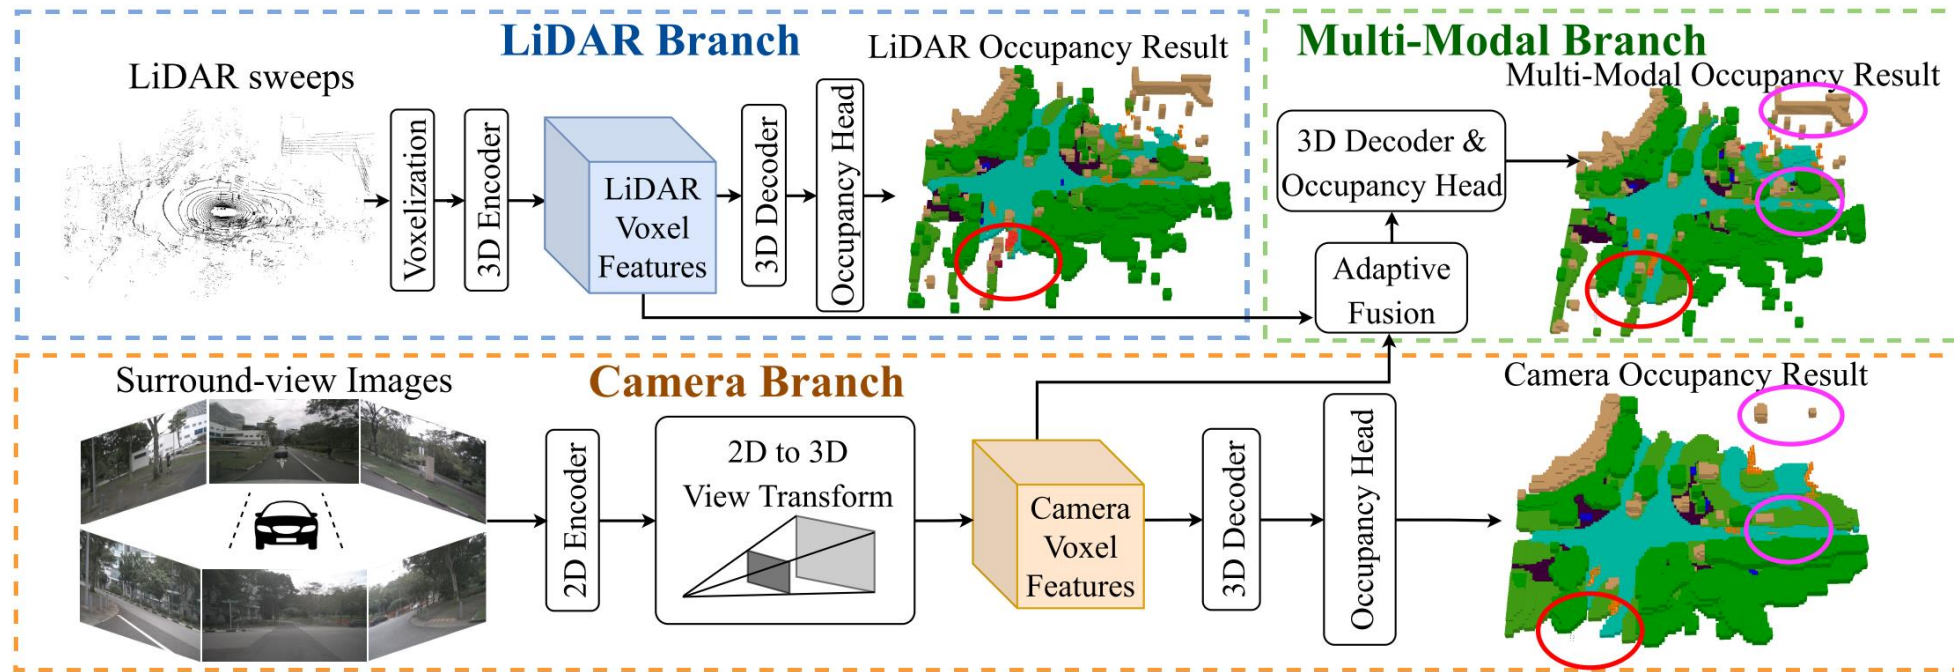 LiDAR Branch
LiDAR sweeps
Voxelization
3D Encoder
LiDAR
Voxel
Features
3D Decoder
Occupancy Head
LiDAR Occupancy Result
Multi-Modal Branch
Multi-Modal Occupancy Result
3D Decoder &
Occupancy Head
Adaptive
Fusion
Camera Branch
Surround-view Images
2D Encoder
2D to 3D
View Transform
Camera
Voxel
Features
3D Decoder
Occupancy Head
Camera Occupancy Result